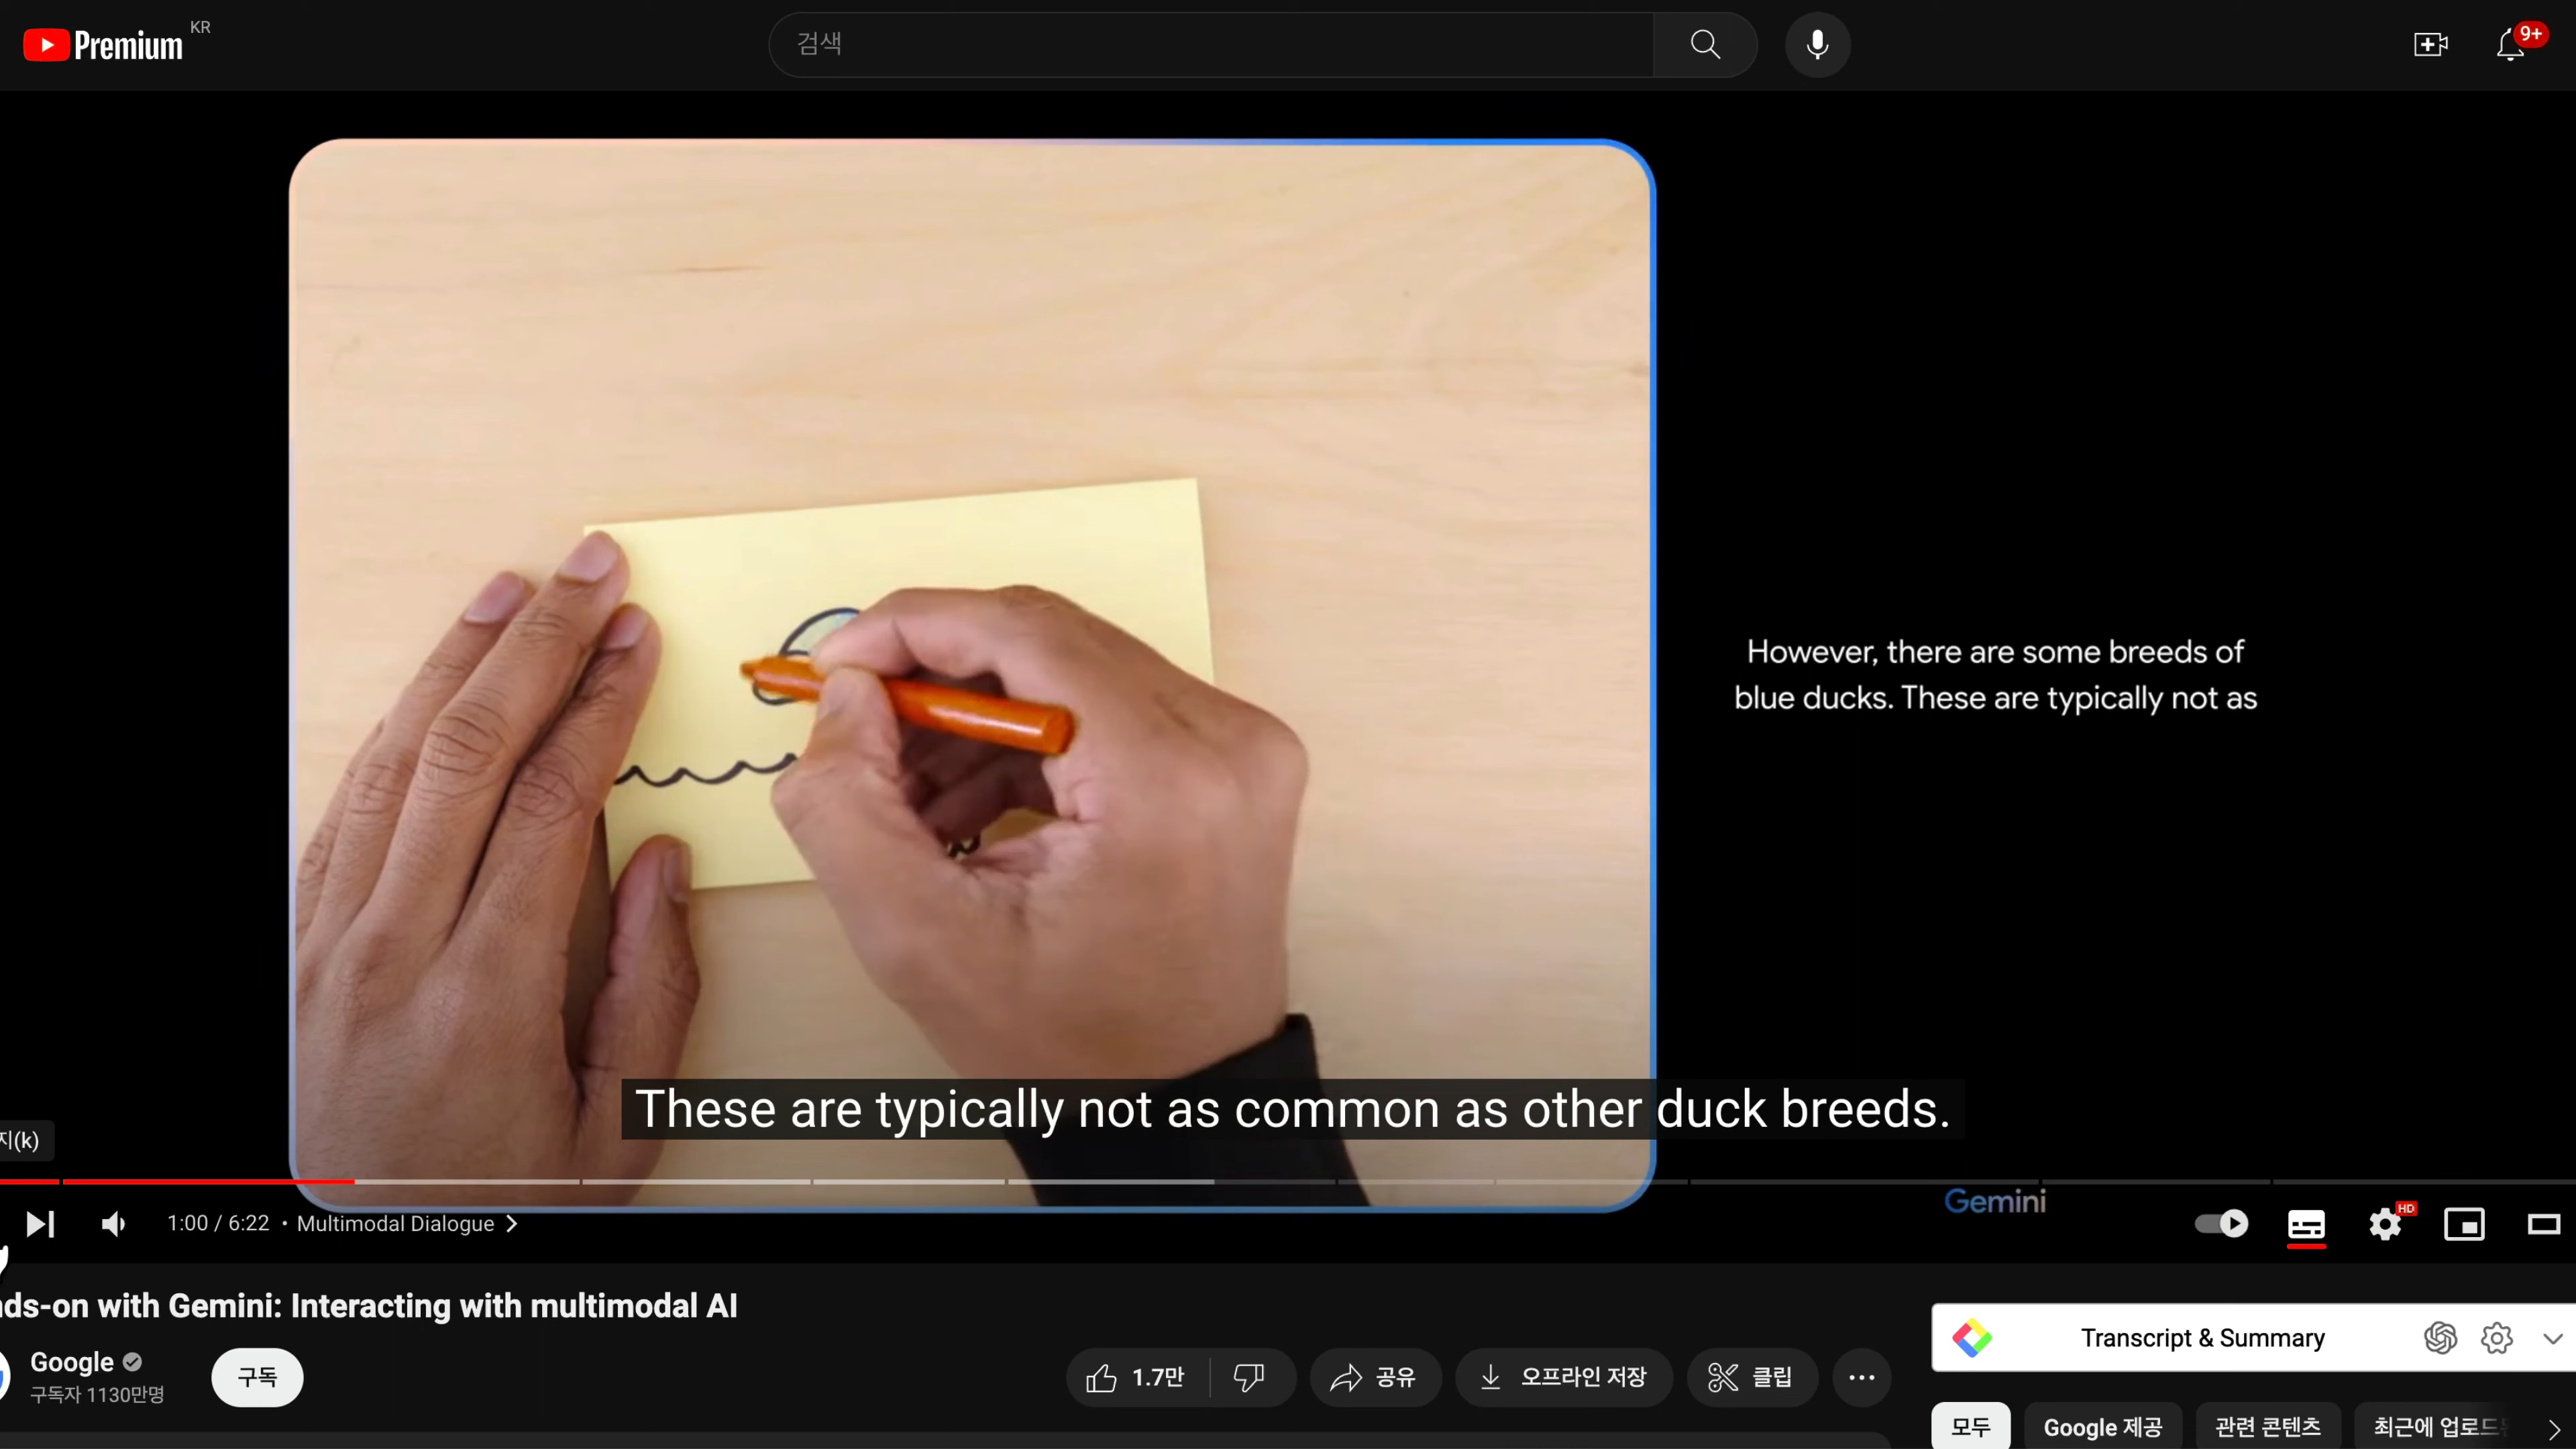 Premium KR
검색
9+
However, there are some breeds of
blue ducks. These are typically not as
These are typically not as common as other duck breeds.
지(k)
Gemini
1:00 / 6:22 • Multimodal Dialogue
HD
ds-on with Gemini: Interacting with multimodal AI
Google
구독자 1130만명
구독
1.7만
공유
오프라인 저장
클립
Transcript & Summary
모두
Google 제공
관련 콘텐츠
최근에 업로드